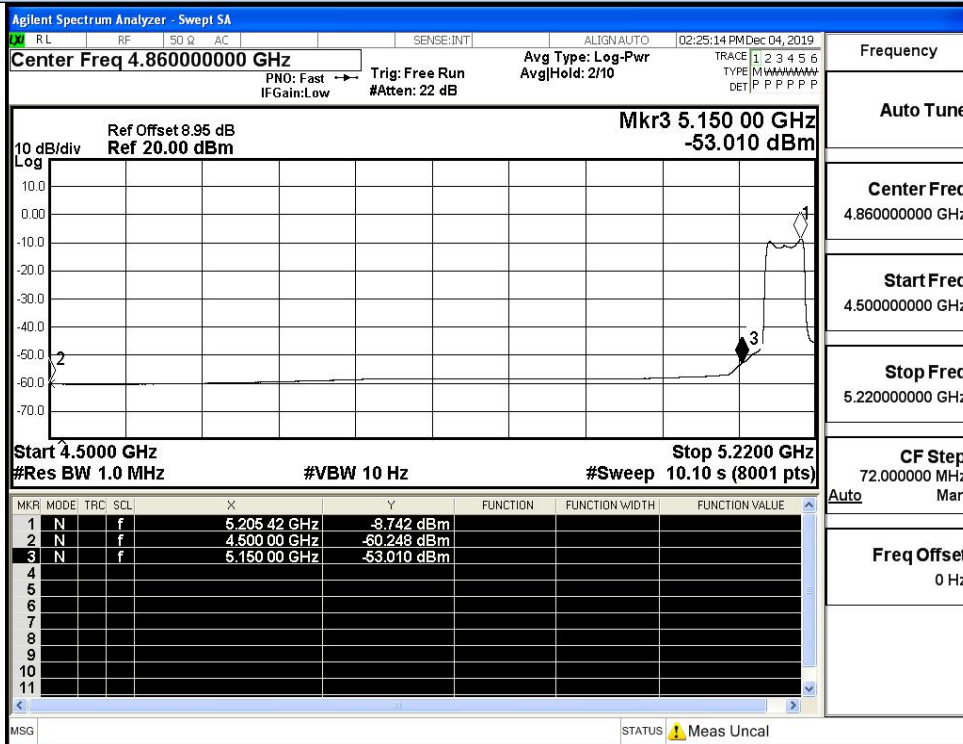 Agilent Spectrum Analyzer - Swept SA
LXI RL RF 50 Ω AC SENSE:INT ALIGNAUTO 02:25:14 PMDec 04, 2019
Center Freq 4.860000000 GHz
PNO: Fast
IFGain:Low
Trig: Free Run
#Atten: 22 dB
Avg Type: Log-Pwr
Avg|Hold: 2/10
TRACE 1 2 3 4 5 6
TYPE M W W W W W
DET P P P P P P
Mkr3 5.150 00 GHz
-53.010 dBm
Ref Offset 8.95 dB
10 dB/div Ref 20.00 dBm
Log
10.0
0.00
-10.0
-20.0
-30.0
-40.0
-50.0
-60.0
-70.0
1
2
3
Start 4.5000 GHz Stop 5.2200 GHz
#Res BW 1.0 MHz #VBW 10 Hz #Sweep 10.10 s (8001 pts)
MKR MODE TRC SCL X Y FUNCTION FUNCTION WIDTH FUNCTION VALUE
1 N f 5.205 42 GHz -8.742 dBm
2 N f 4.500 00 GHz -60.248 dBm
3 N f 5.150 00 GHz -53.010 dBm
4
5
6
7
8
9
10
11
MSG STATUS Meas Uncal
Frequency
Auto Tune
Center Freq
4.860000000 GHz
Start Freq
4.500000000 GHz
Stop Freq
5.220000000 GHz
CF Step
72.000000 MHz
Auto Man
Freq Offset
0 Hz